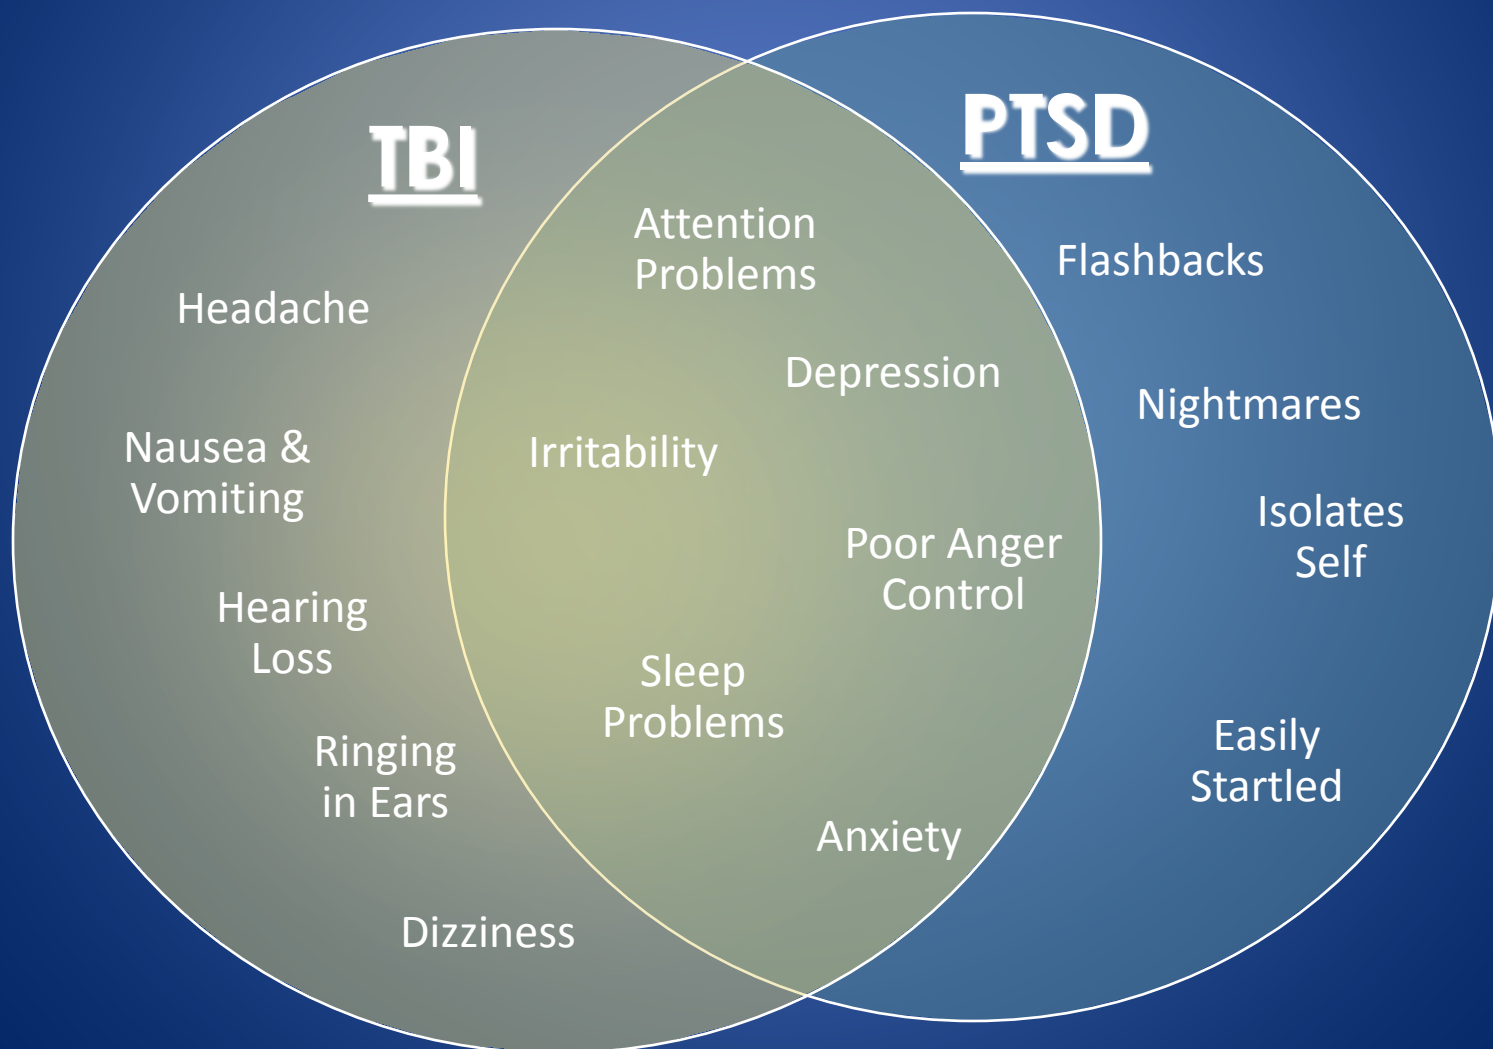 TBI
Headache
Nausea &
Vomiting
Hearing
Loss
Ringing
in Ears
Dizziness
Attention
Problems
Depression
Irritability
Poor Anger
Control
Sleep
Problems
Anxiety
PTSD
Flashbacks
Nightmares
Isolates
Self
Easily
Startled